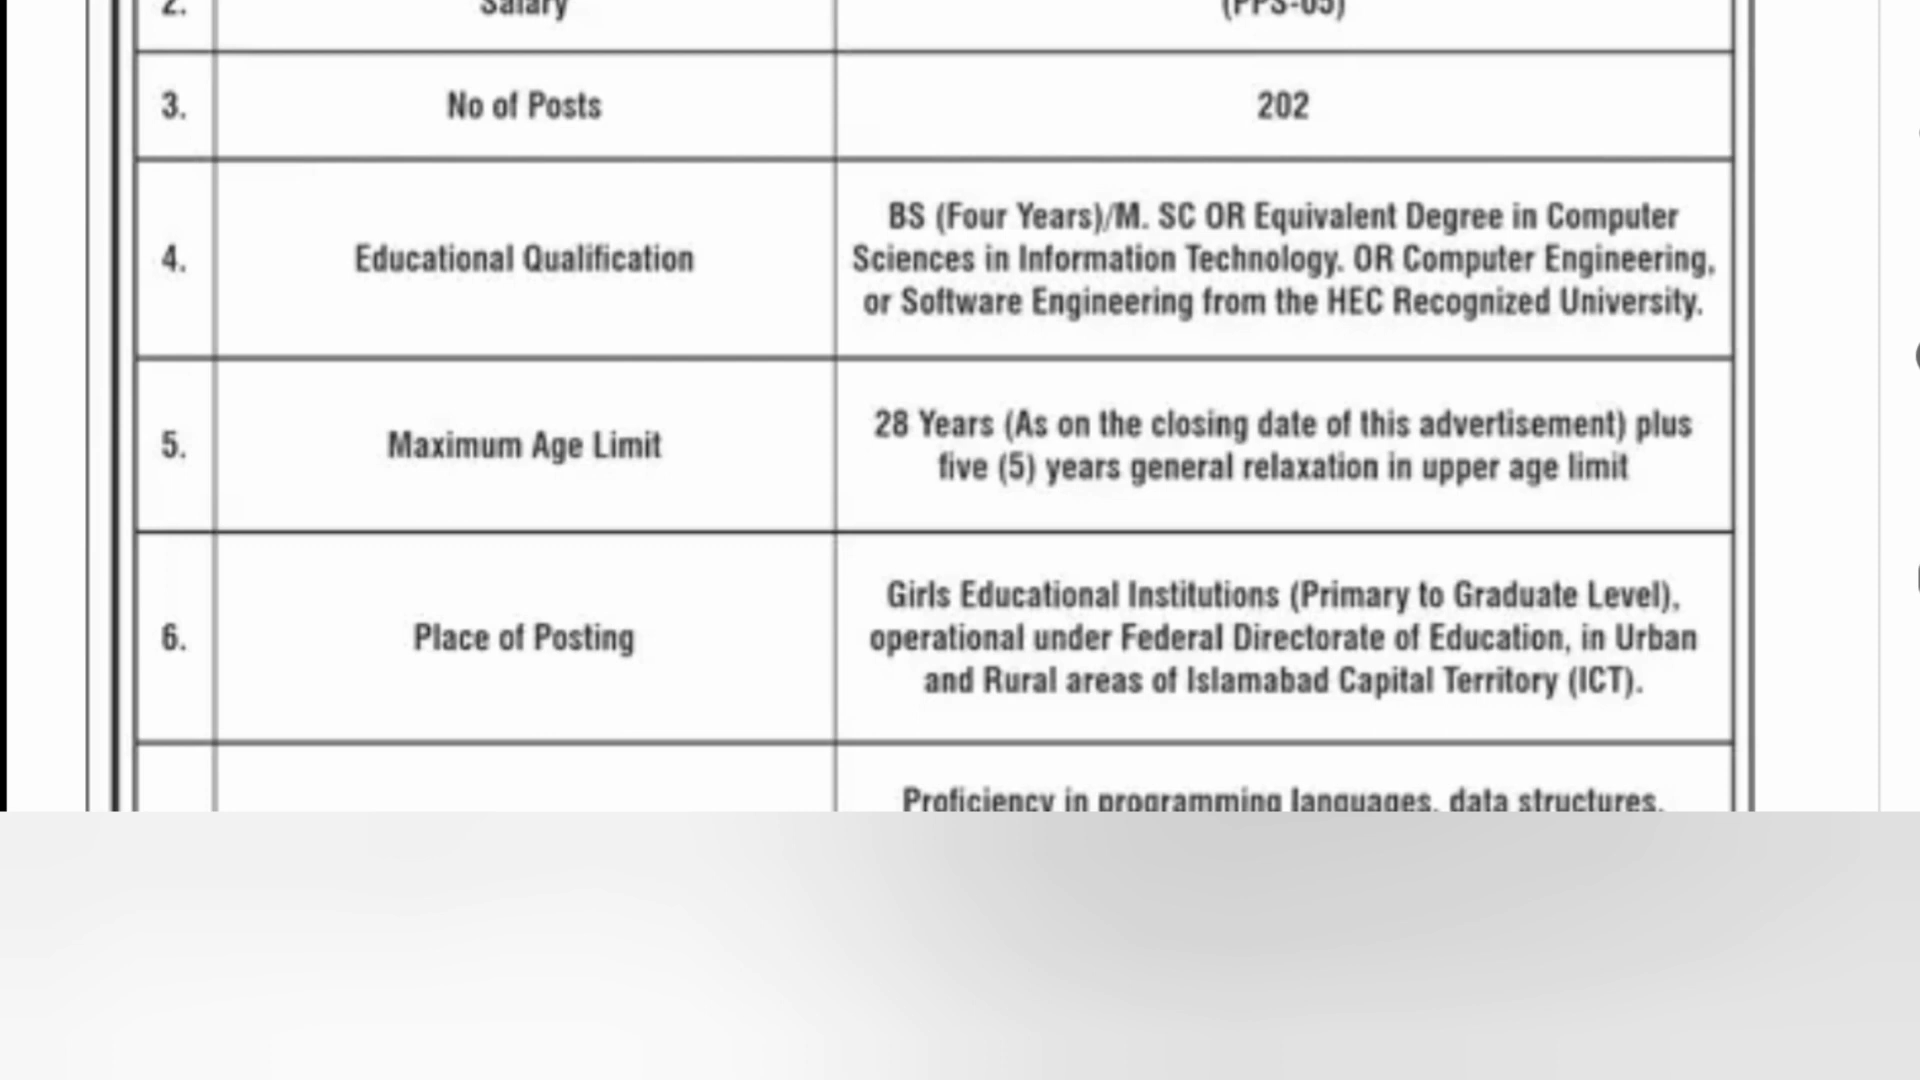 2. Salary (PPS-05)
3. No of Posts 202
4. Educational Qualification
BS (Four Years)/M. SC OR Equivalent Degree in Computer
Sciences in Information Technology. OR Computer Engineering,
or Software Engineering from the HEC Recognized University.
5. Maximum Age Limit
28 Years (As on the closing date of this advertisement) plus
five (5) years general relaxation in upper age limit
6. Place of Posting
Girls Educational Institutions (Primary to Graduate Level),
operational under Federal Directorate of Education, in Urban
and Rural areas of Islamabad Capital Territory (ICT).
Proficiency in programming languages, data structures,